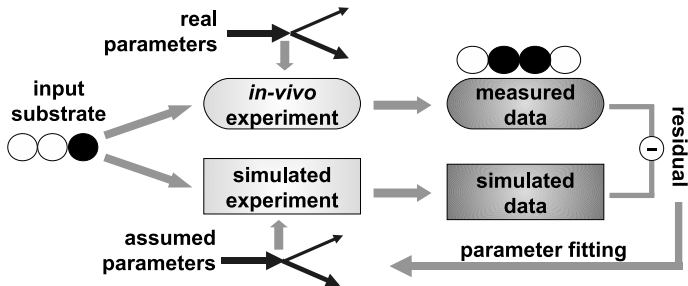 real
parameters
input
substrate
in-vivo
experiment
measured
data
simulated
experiment
simulated
data
−
residual
assumed
parameters
parameter fitting